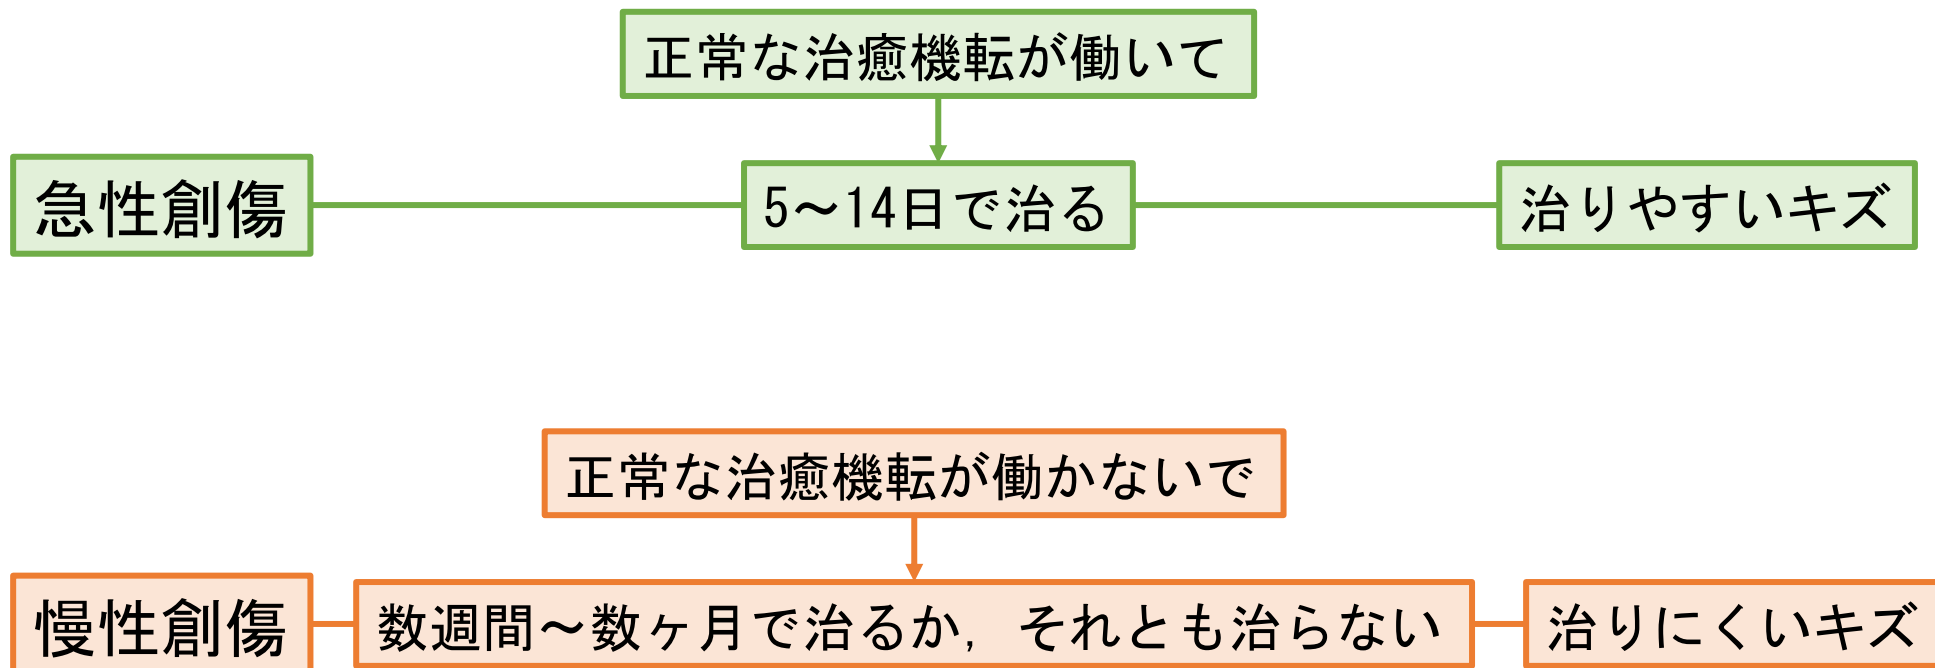 正常な治癒機転が働いて
急性創傷
5～14日で治る
治りやすいキズ
正常な治癒機転が働かないで
慢性創傷
数週間～数ヶ月で治るか，それとも治らない
治りにくいキズ